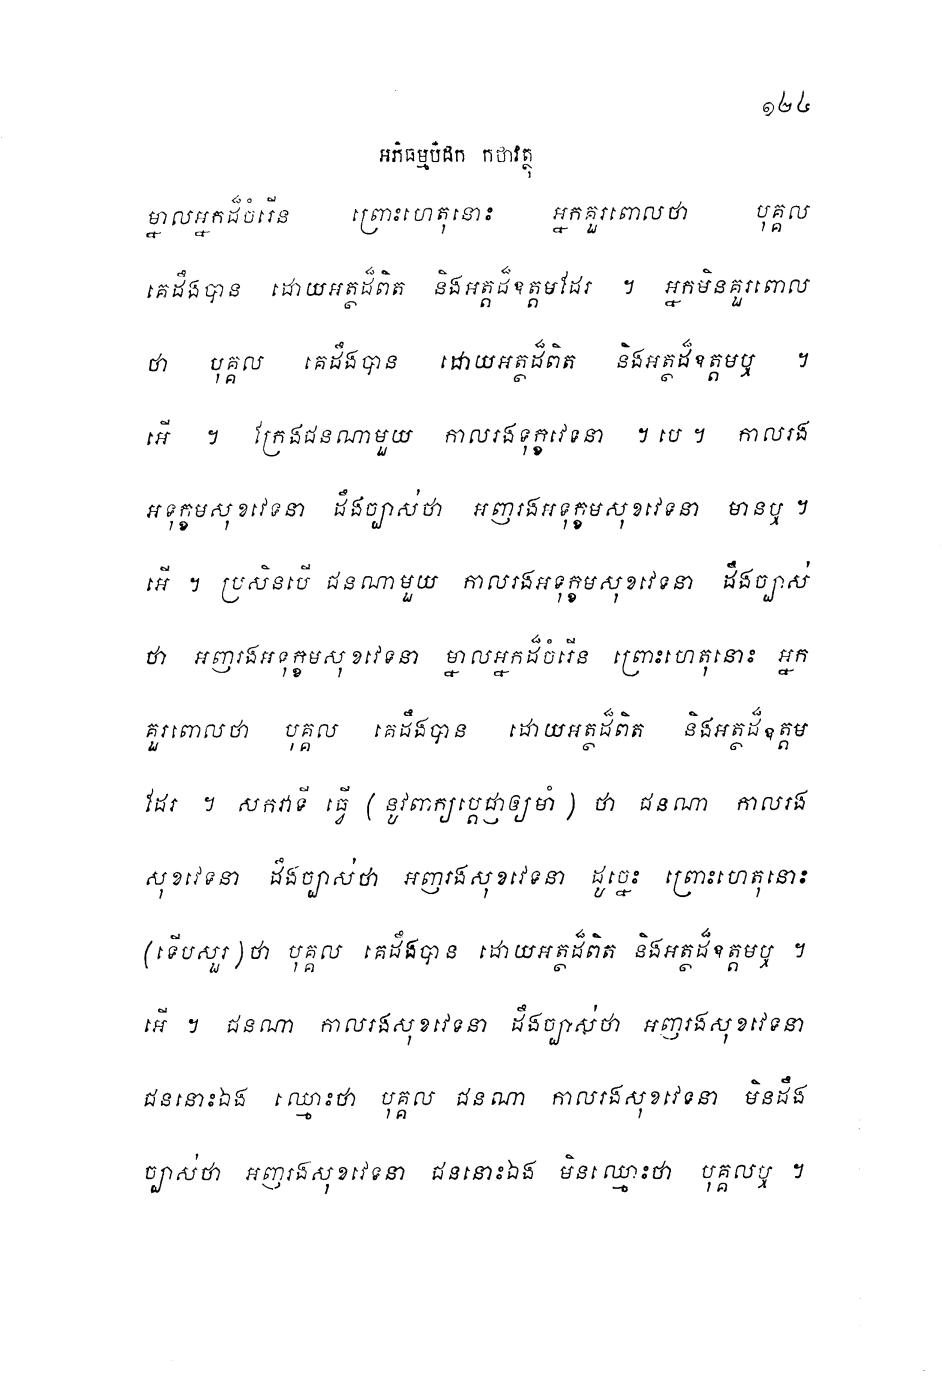 ១២៤
អភិធម្មបិដក កថាវត្ថុ
ម្នាលអ្នកដ៏ចំរើន ព្រោះហេតុនោះ អ្នកគួរពោលថា បុគ្គល
គេដឹងបាន ដោយអត្ថដ៏ពិត និងអត្ថដ៏ឧត្តមដែរ ។ អ្នកមិនគួរពោល
ថា បុគ្គល គេដឹងបាន ដោយអត្ថដ៏ពិត និងអត្ថដ៏ឧត្តមឬ ។
អើ ។ ក្រែងជនណាមួយ កាលរងទុក្ខវេទនា ។ បេ ។ កាលរង
អទុក្ខមសុខវេទនា ដឹងច្បាស់ថា អញរងអទុក្ខមសុខវេទនា មានឬ ។
អើ ។ ប្រសិនបើ ជនណាមួយ កាលរងអទុក្ខមសុខវេទនា ដឹងច្បាស់
ថា អញរងអទុក្ខមសុខវេទនា ម្នាលអ្នកដ៏ចំរើន ព្រោះហេតុនោះ អ្នក
គួរពោលថា បុគ្គល គេដឹងបាន ដោយអត្ថដ៏ពិត និងអត្ថដ៏ឧត្តម
ដែរ ។ សកវាទី ធ្វើ (នូវពាក្យប្តេជ្ញាឲ្យមាំ) ថា ជនណា កាលរង
សុខវេទនា ដឹងច្បាស់ថា អញរងសុខវេទនា ដូច្នេះ ព្រោះហេតុនោះ
(ទើបសួរ)ថា បុគ្គល គេដឹងបាន ដោយអត្ថដ៏ពិត និងអត្ថដ៏ឧត្តមឬ ។
អើ ។ ជនណា កាលរងសុខវេទនា ដឹងច្បាស់ថា អញរងសុខវេទនា
ជននោះឯង ឈ្មោះថា បុគ្គល ជនណា កាលរងសុខវេទនា មិនដឹង
ច្បាស់ថា អញរងសុខវេទនា ជននោះឯង មិនឈ្មោះថា បុគ្គលឬ ។